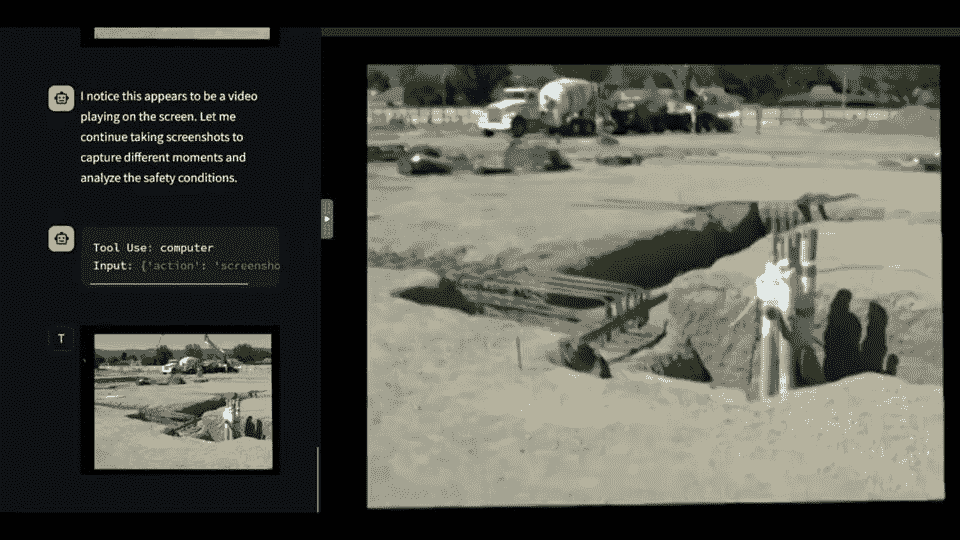 I notice this appears to be a video
playing on the screen. Let me
continue taking screenshots to
capture different moments and
analyze the safety conditions.
Tool Use: computer
Input: {'action': 'screensho
T